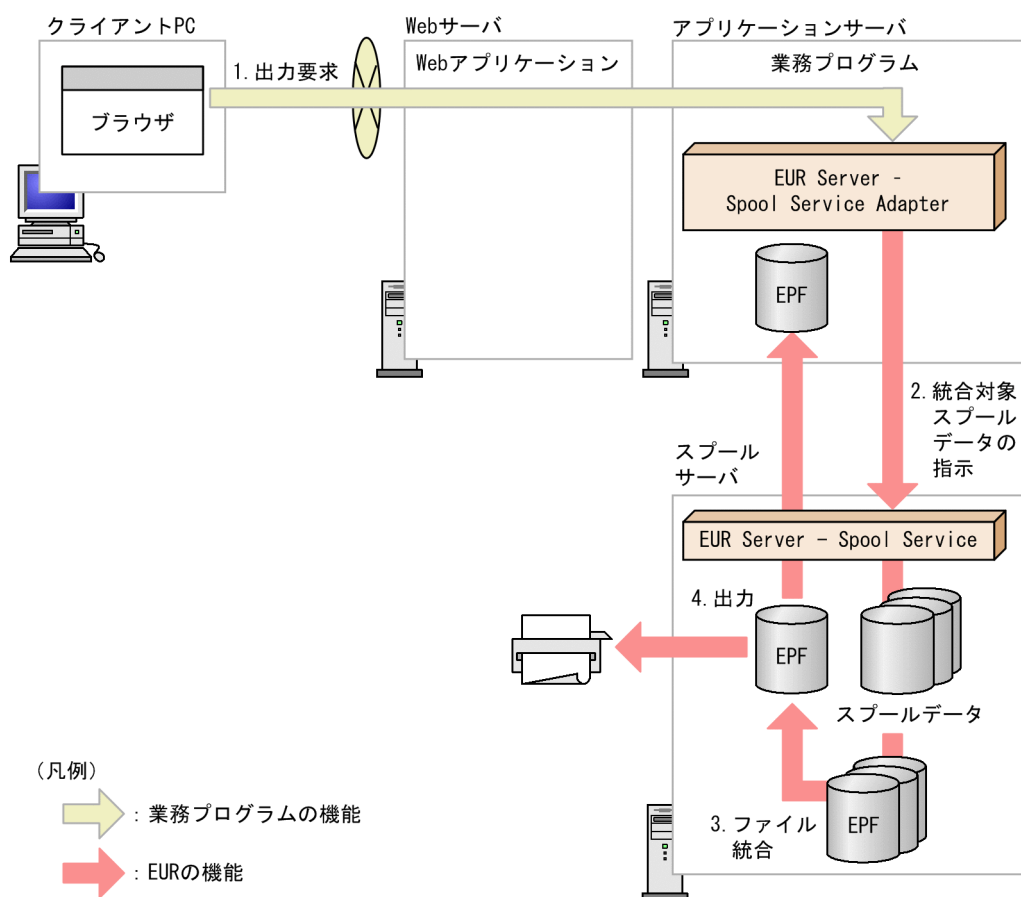 クライアントPC
Webサーバ
アプリケーションサーバ
1. 出力要求
Webアプリケーション
業務プログラム
ブラウザ
EUR Server -
Spool Service Adapter
EPF
2. 統合対象
スプール
データの
指示
スプール
サーバ
EUR Server - Spool Service
4. 出力
EPF
スプールデータ
3. ファイル
統合
EPF
(凡例)
: 業務プログラムの機能
: EURの機能